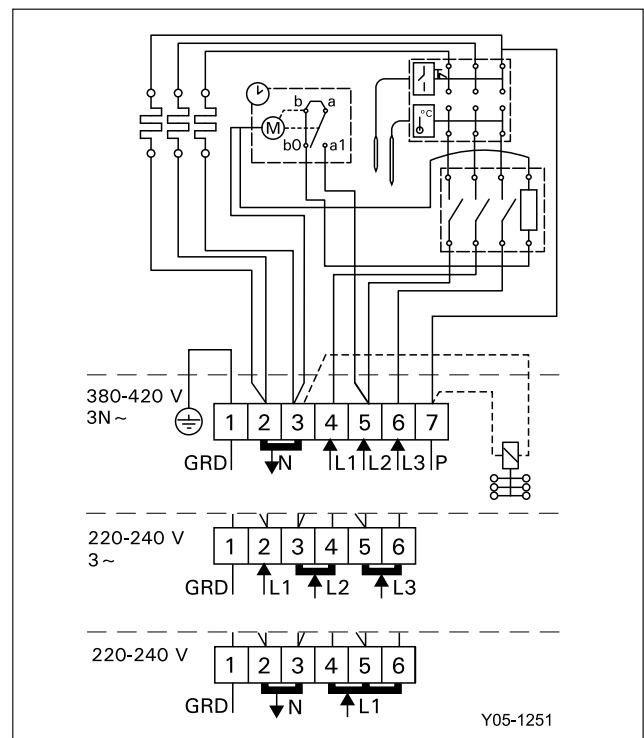 b a
M
b0 a1
°C
380-420 V
3N~
1 2 3 4 5 6 7
GRD N L1 L2 L3 P
220-240 V
3~
1 2 3 4 5 6
GRD L1 L2 L3
220-240 V
1 2 3 4 5 6
GRD N L1
Y05-1251